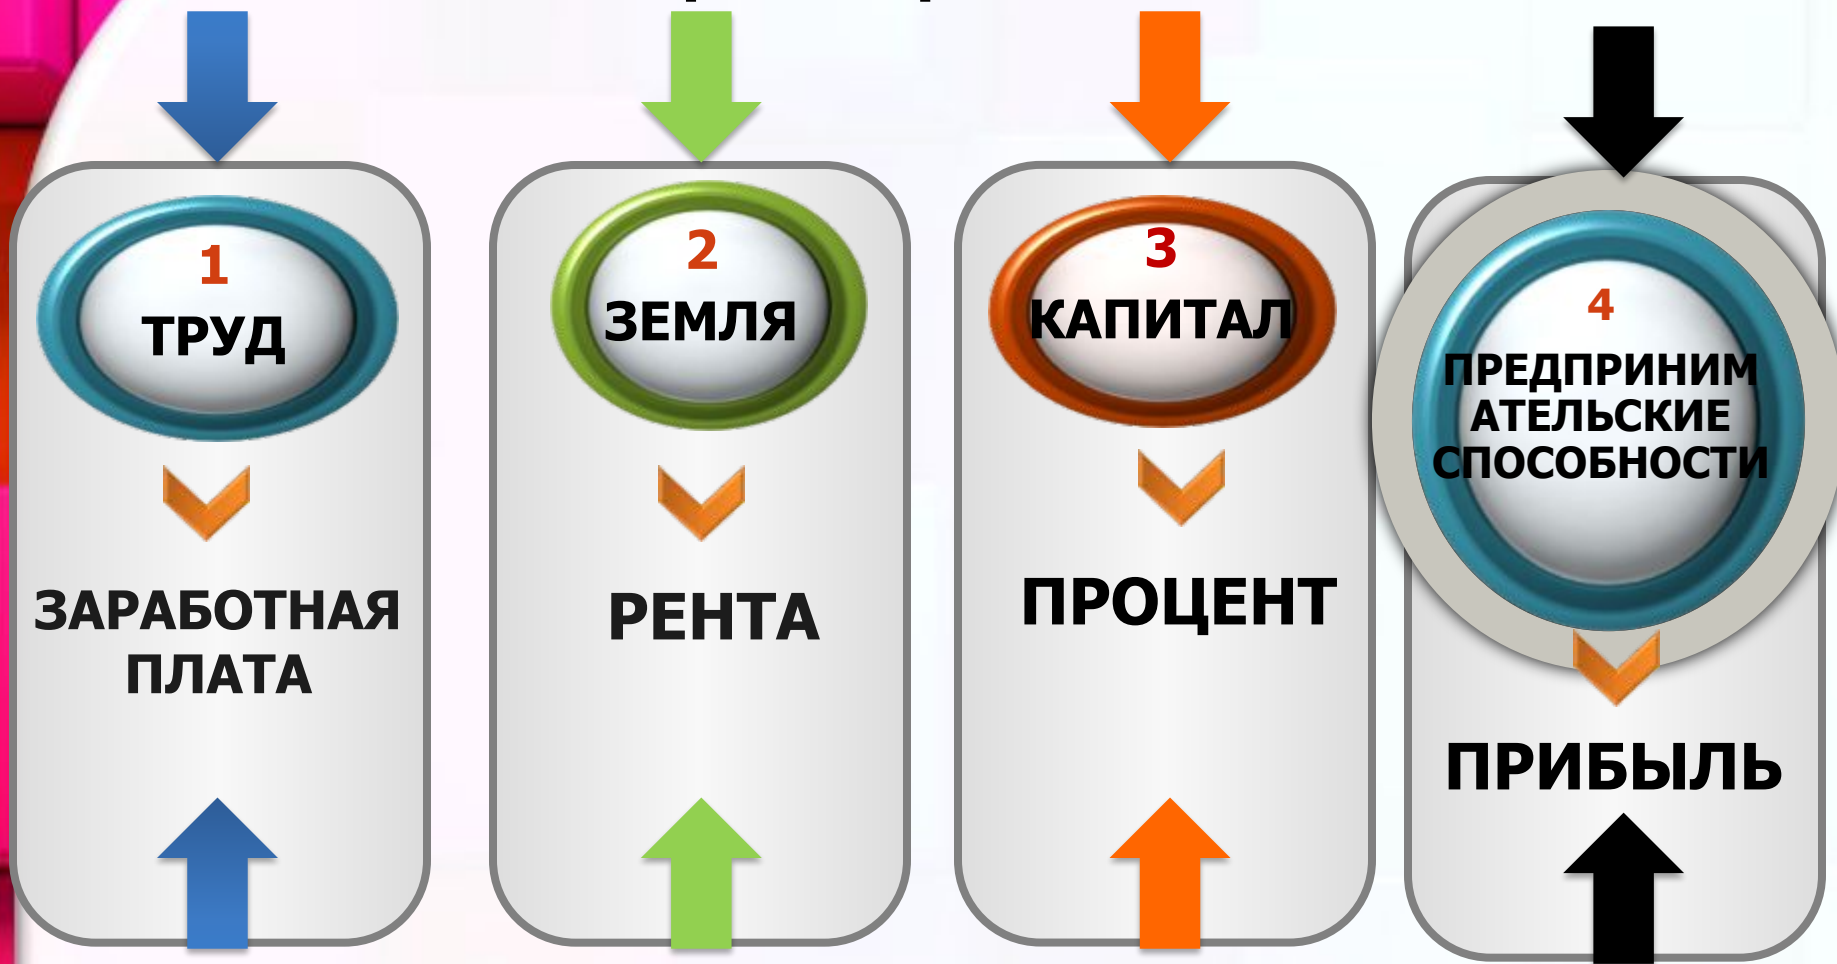 1
ТРУД
ЗАРАБОТНАЯ
ПЛАТА
2
ЗЕМЛЯ
РЕНТА
3
КАПИТАЛ
ПРОЦЕНТ
4
ПРЕДПРИНИМ
АТЕЛЬСКИЕ
СПОСОБНОСТИ
ПРИБЫЛЬ